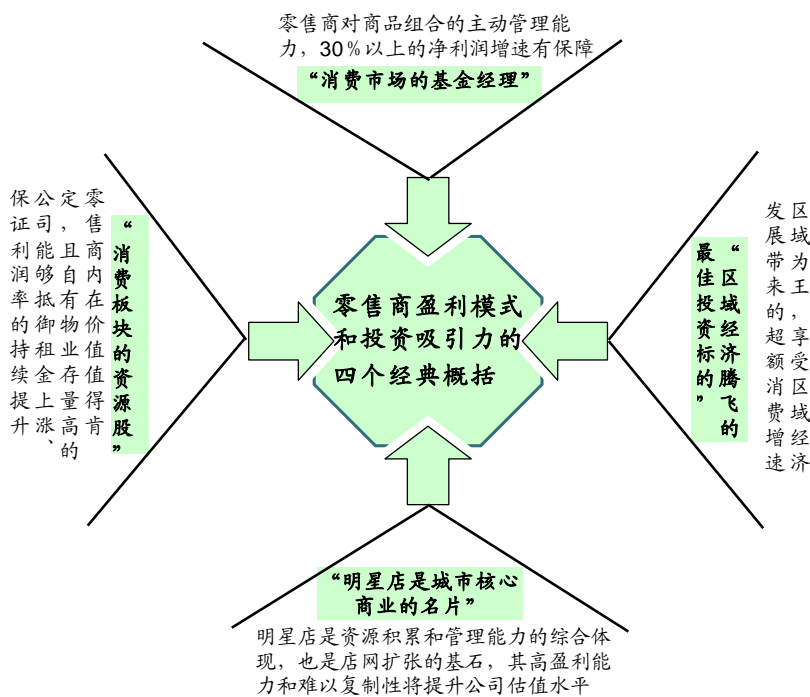 零售商对商品组合的主动管理能
力，30%以上的净利润增速有保障
“消费市场的基金经理”
“消费板块的资源股”
零售商内在价值值得肯
定，且自有物业存量高的
公司能够抵御租金上涨、
保证利润率的持续提升
零售商盈利模式
和投资吸引力的
四个经典概括
“区域经济腾飞的
最佳投资标的”
区域为王，享受区域经济
发展带来的超额消费增速
“明星店是城市核心
商业的名片”
明星店是资源积累和管理能力的综合体
现，也是店网扩张的基石，其高盈利能
力和难以复制性将提升公司估值水平